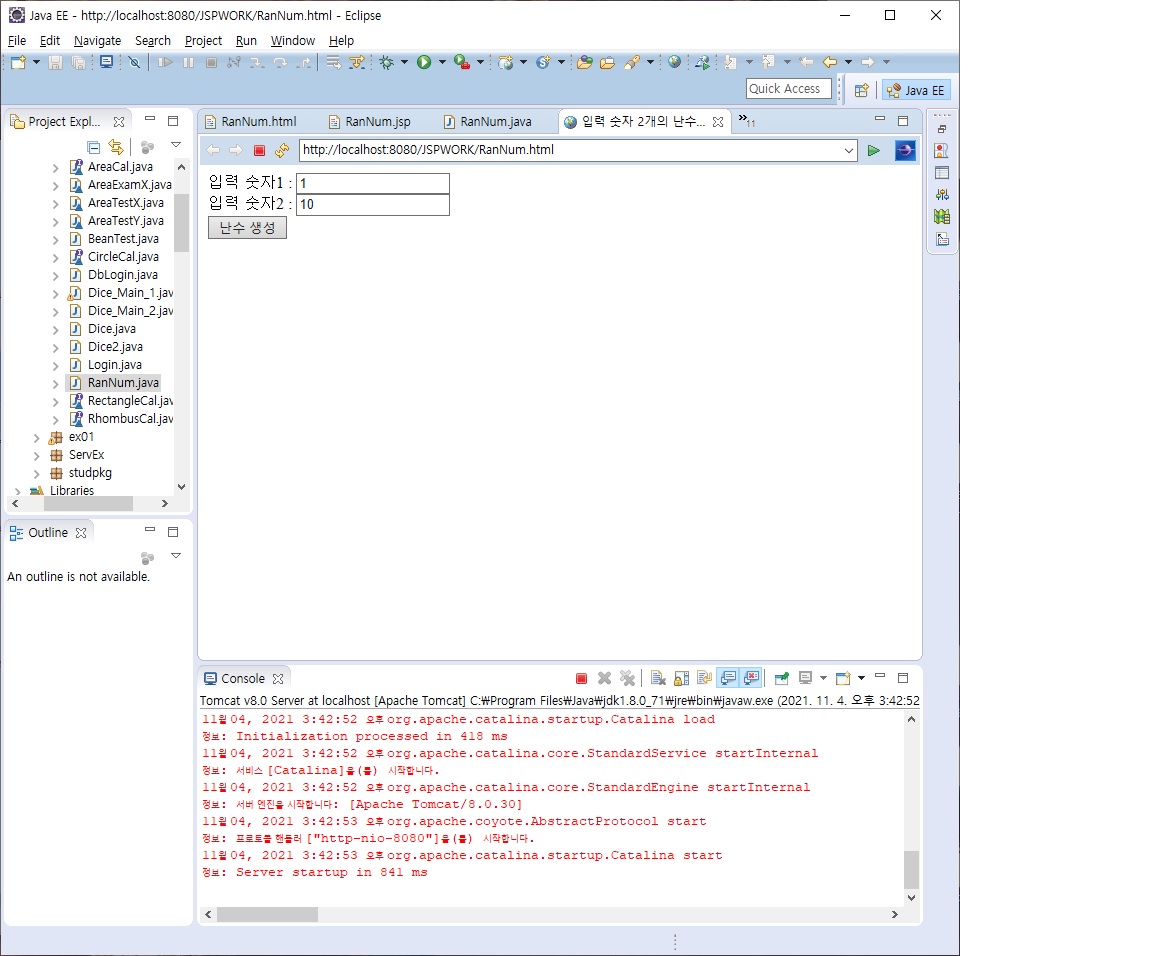 Java EE - http://localhost:8080/JSPWORK/RanNum.html - Eclipse
File Edit Navigate Search Project Run Window Help
Quick Access
Java EE
Project Expl...
AreaCal.java
AreaExamX.java
AreaTestX.java
AreaTestY.java
BeanTest.java
CircleCal.java
DbLogin.java
Dice_Main_1.jav
Dice_Main_2.jav
Dice.java
Dice2.java
Login.java
RanNum.java
RectangleCal.jav
RhombusCal.jav
ex01
ServEx
studpkg
Libraries
Outline
An outline is not available.
RanNum.html RanNum.jsp RanNum.java 입력 숫자 2개의 난수... »11
http://localhost:8080/JSPWORK/RanNum.html
입력 숫자1 : 1
입력 숫자2 : 10
난수 생성
Console
Tomcat v8.0 Server at localhost [Apache Tomcat] C:₩Program Files₩Java₩jdk1.8.0_71₩jre₩bin₩javaw.exe (2021. 11. 4. 오후 3:42:52
11월 04, 2021 3:42:52 오후 org.apache.catalina.startup.Catalina load
정보: Initialization processed in 418 ms
11월 04, 2021 3:42:52 오후 org.apache.catalina.core.StandardService startInternal
정보: 서비스 [Catalina]을(를) 시작합니다.
11월 04, 2021 3:42:52 오후 org.apache.catalina.core.StandardEngine startInternal
정보: 서버 엔진을 시작합니다: [Apache Tomcat/8.0.30]
11월 04, 2021 3:42:53 오후 org.apache.coyote.AbstractProtocol start
정보: 프로토콜 핸들러 ["http-nio-8080"]을(를) 시작합니다.
11월 04, 2021 3:42:53 오후 org.apache.catalina.startup.Catalina start
정보: Server startup in 841 ms